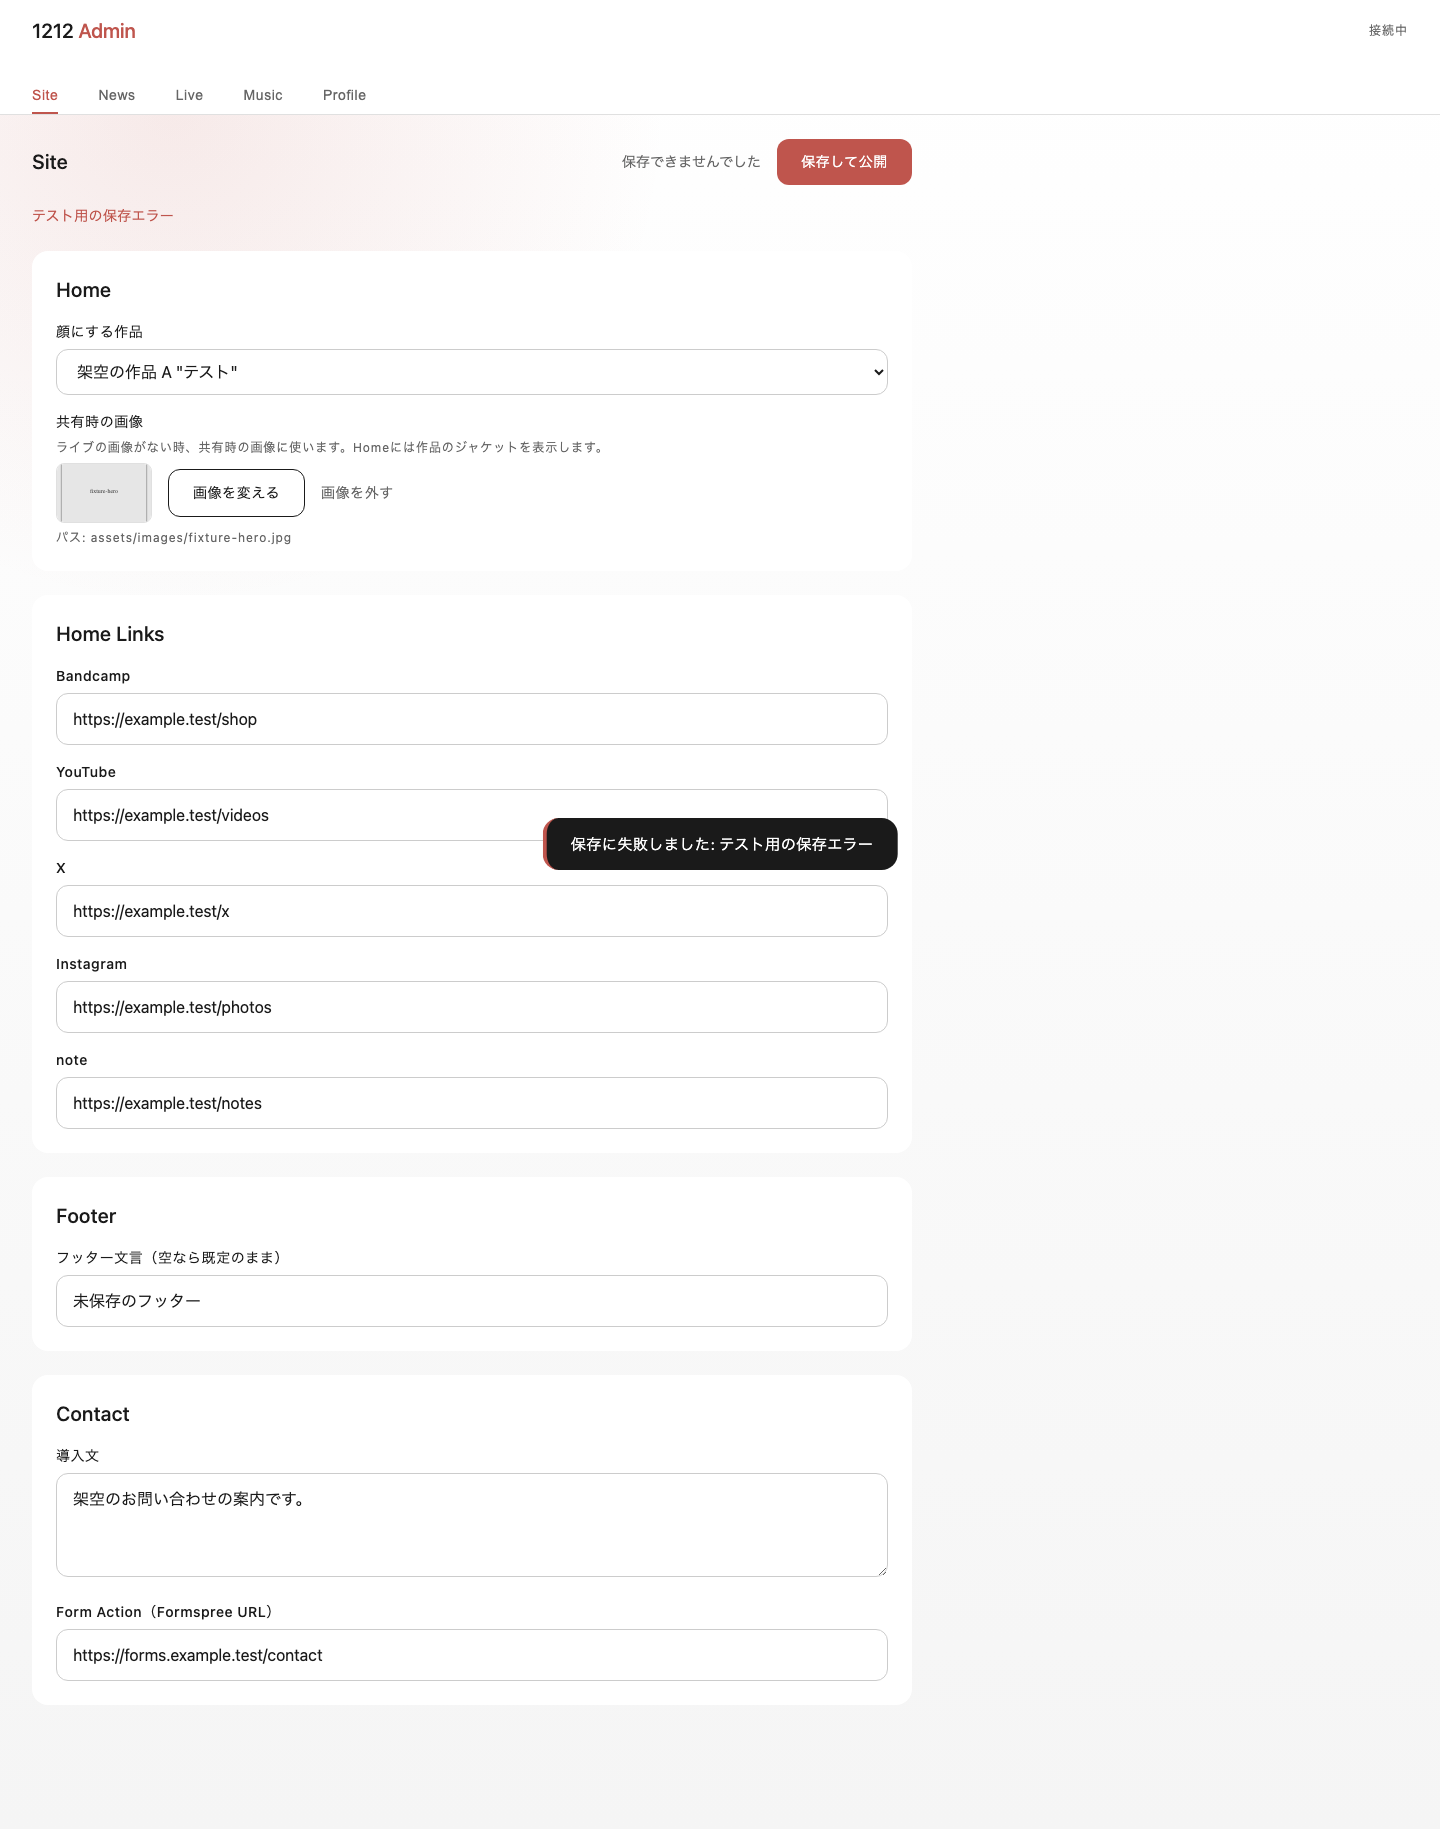 1212 Admin
接続中
Site
News
Live
Music
Profile
Site
保存できませんでした
保存して公開
テスト用の保存エラー
Home
顔にする作品
架空の作品 A "テスト"
共有時の画像
ライブの画像がない時、共有時の画像に使います。Homeには作品のジャケットを表示します。
fixture-hero
画像を変える
画像を外す
パス: assets/images/fixture-hero.jpg
Home Links
Bandcamp
https://example.test/shop
YouTube
https://example.test/videos
保存に失敗しました: テスト用の保存エラー
X
https://example.test/x
Instagram
https://example.test/photos
note
https://example.test/notes
Footer
フッター文言（空なら既定のまま）
未保存のフッター
Contact
導入文
架空のお問い合わせの案内です。
Form Action（Formspree URL）
https://forms.example.test/contact